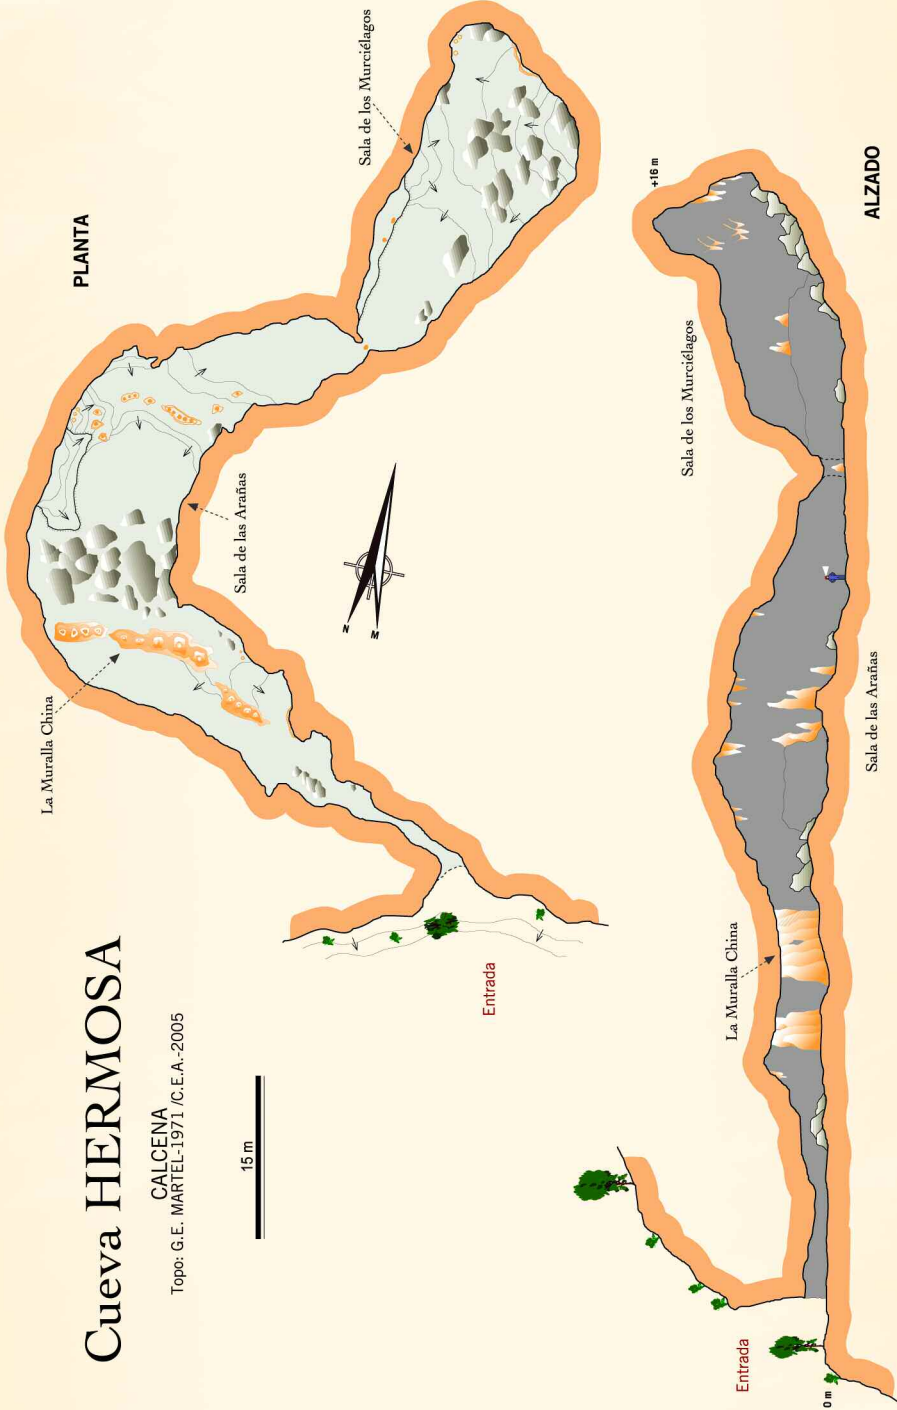 Cueva HERMOSA
CALCENA
Topo: G.E. MARTEL-1971 /C.E.A.-2005
15 m
PLANTA
La Muralla China
Sala de las Arañas
Sala de los Murciélagos
N
M
Entrada
ALZADO
Entrada
0 m
La Muralla China
Sala de las Arañas
Sala de los Murciélagos
+16 m